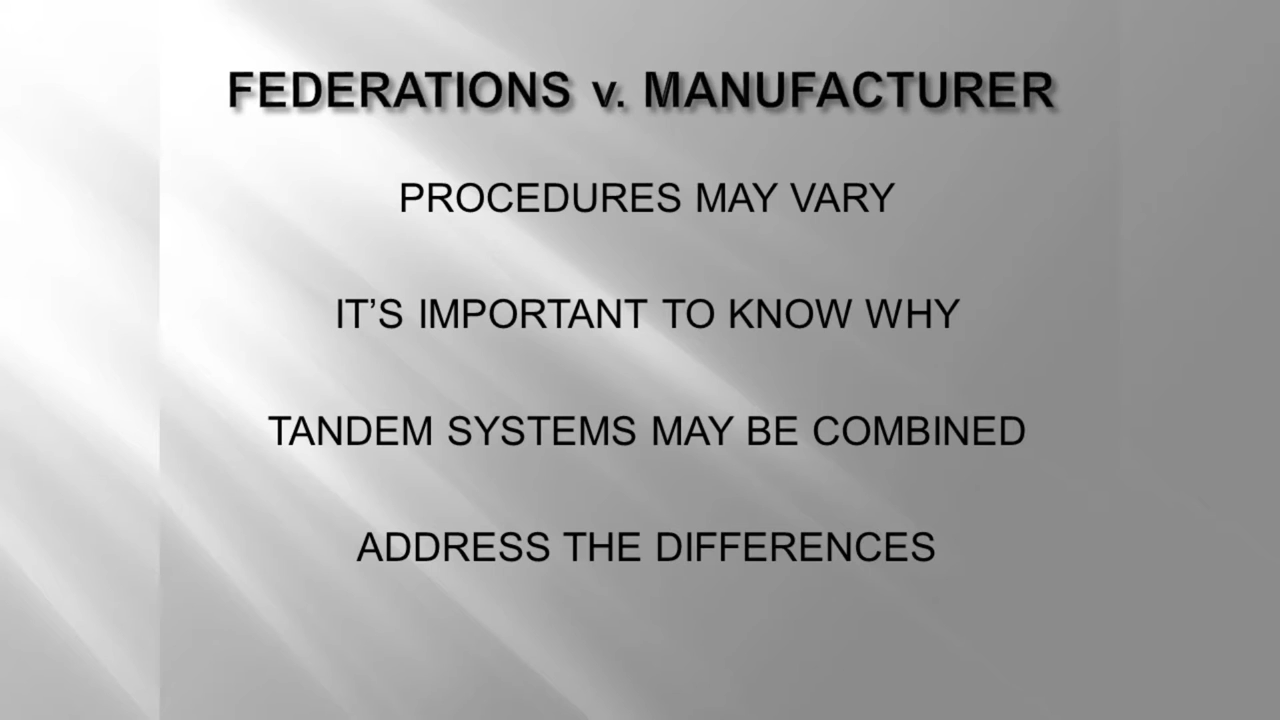 FEDERATIONS v. MANUFACTURER
PROCEDURES MAY VARY
IT’S IMPORTANT TO KNOW WHY
TANDEM SYSTEMS MAY BE COMBINED
ADDRESS THE DIFFERENCES